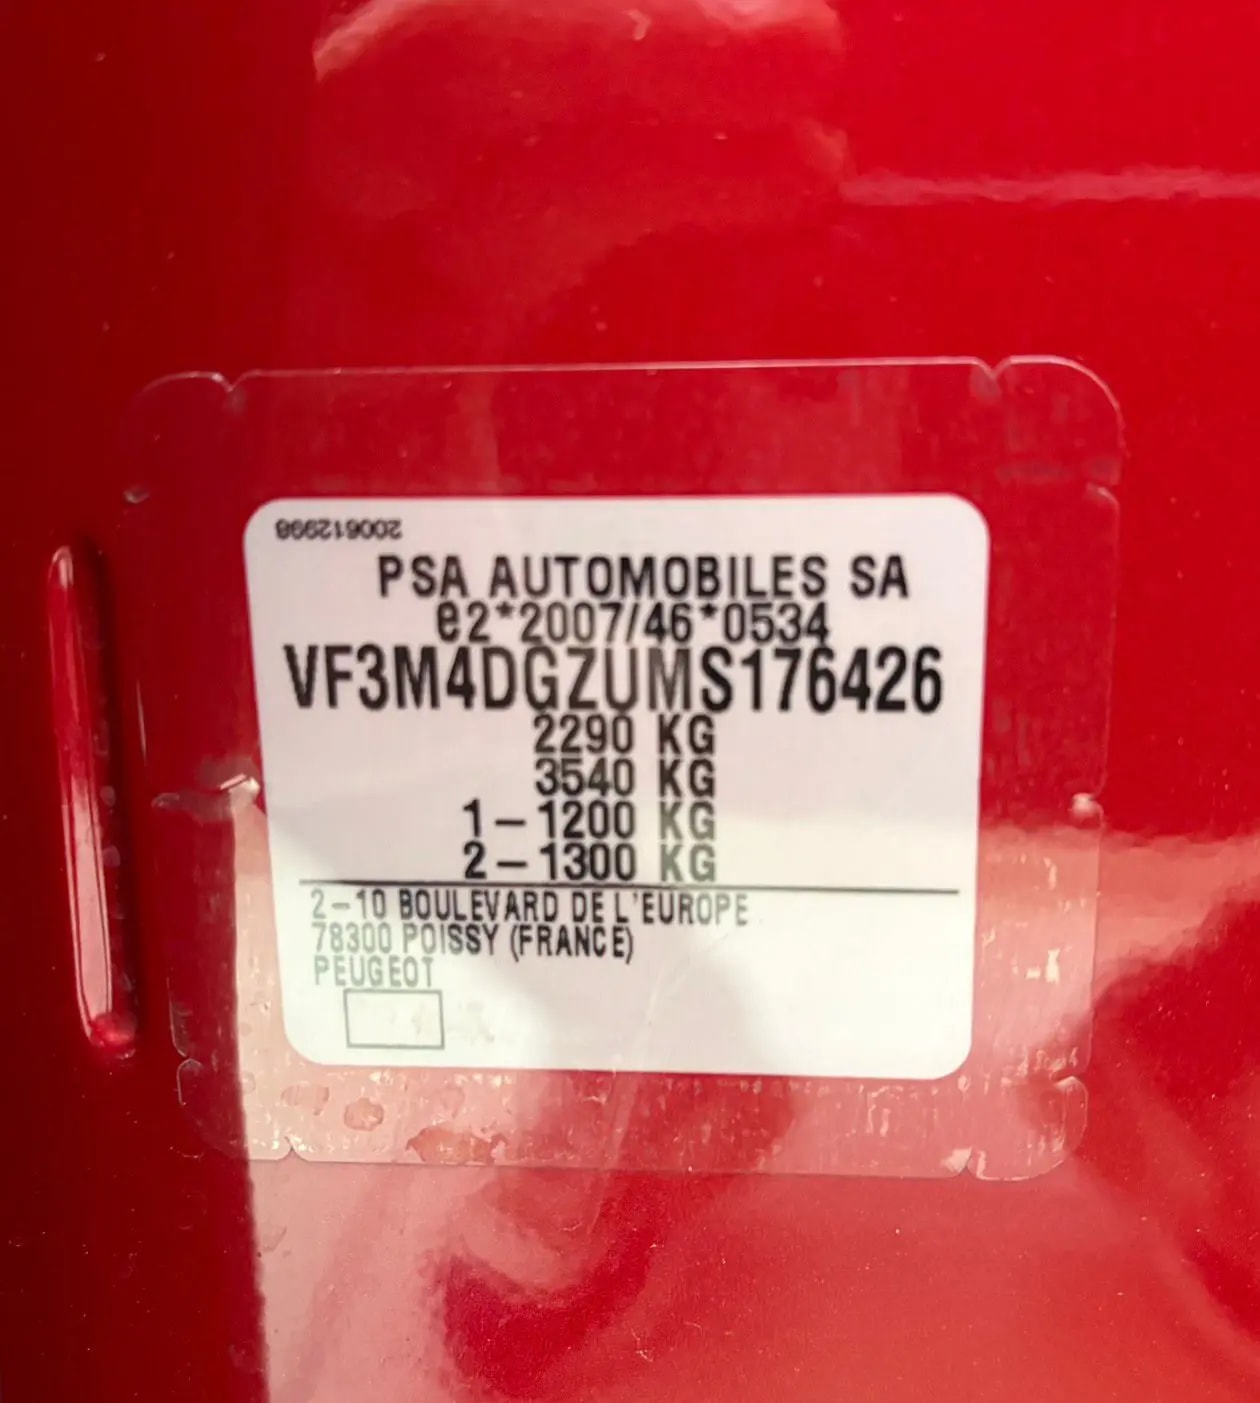 200612998
PSA AUTOMOBILES SA
e2*2007/46*0534
VF3M4DGZUMS176426
2290 KG
3540 KG
1-1200 KG
2-1300 KG
2-10 BOULEVARD DE L'EUROPE
78300 POISSY (FRANCE)
PEUGEOT